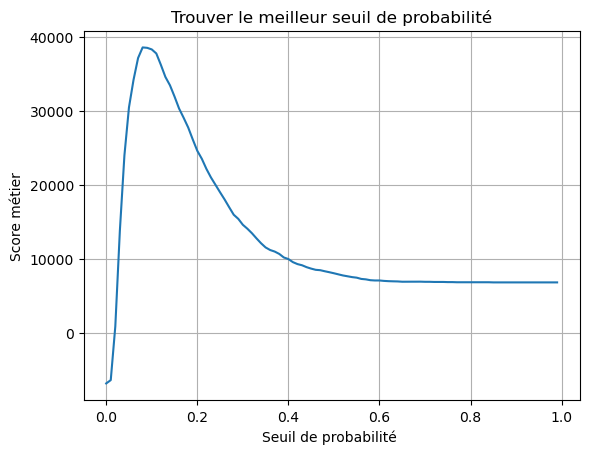 Trouver le meilleur seuil de probabilité
40000
30000
20000
10000
0
Score métier
0.0 0.2 0.4 0.6 0.8 1.0
Seuil de probabilité